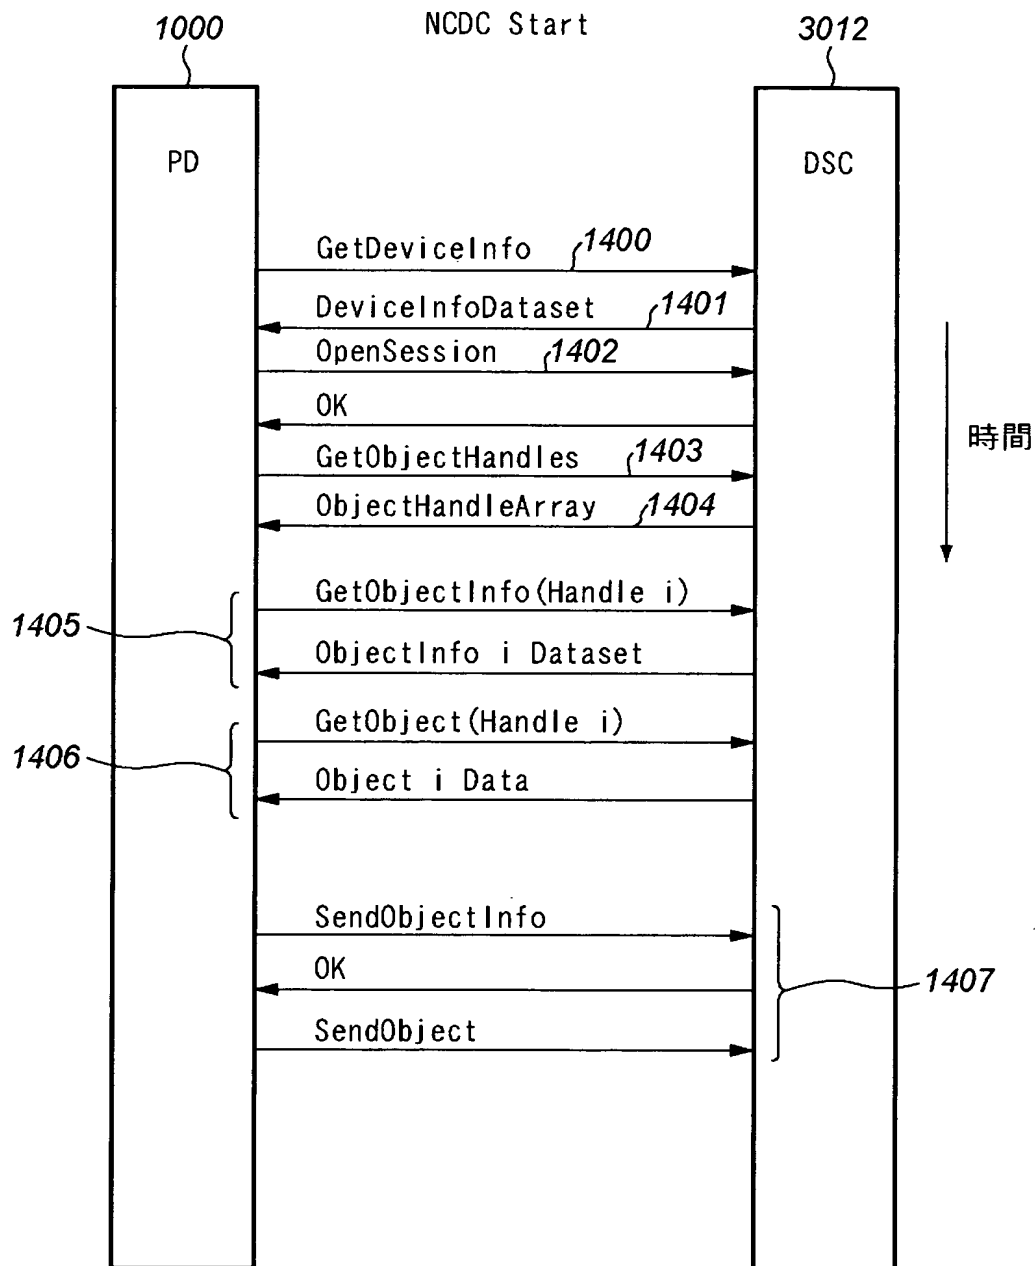 1000 NCDC Start 3012
PD DSC
GetDeviceInfo 1400
DeviceInfoDataset 1401
OpenSession 1402
OK
時間
GetObjectHandles 1403
ObjectHandleArray 1404
GetObjectInfo(Handle i)
1405
ObjectInfo i Dataset
GetObject(Handle i)
1406
Object i Data
SendObjectInfo
OK
1407
SendObject